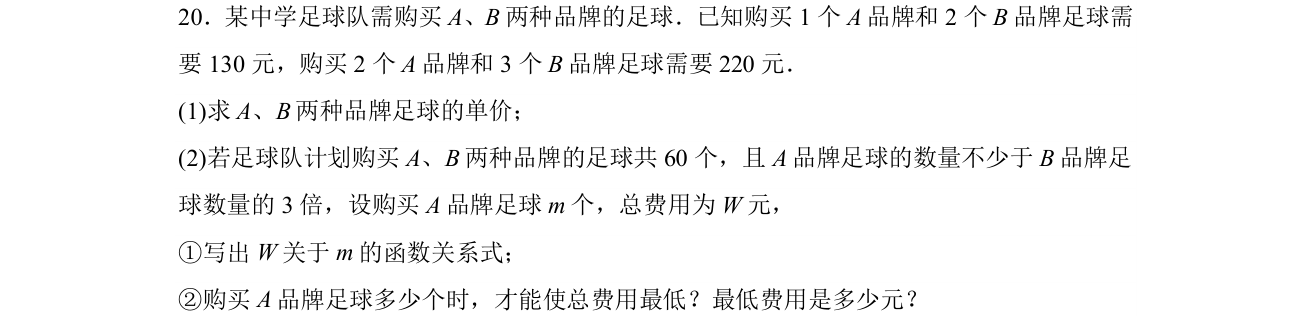 20．某中学足球队需购买 A、B 两种品牌的足球．已知购买 1 个 A 品牌和 2 个 B 品牌足球需
要 130 元，购买 2 个 A 品牌和 3 个 B 品牌足球需要 220 元．
(1)求 A、B 两种品牌足球的单价；
(2)若足球队计划购买 A、B 两种品牌的足球共 60 个，且 A 品牌足球的数量不少于 B 品牌足
球数量的 3 倍，设购买 A 品牌足球 m 个，总费用为 W 元，
①写出 W 关于 m 的函数关系式；
②购买 A 品牌足球多少个时，才能使总费用最低？最低费用是多少元？